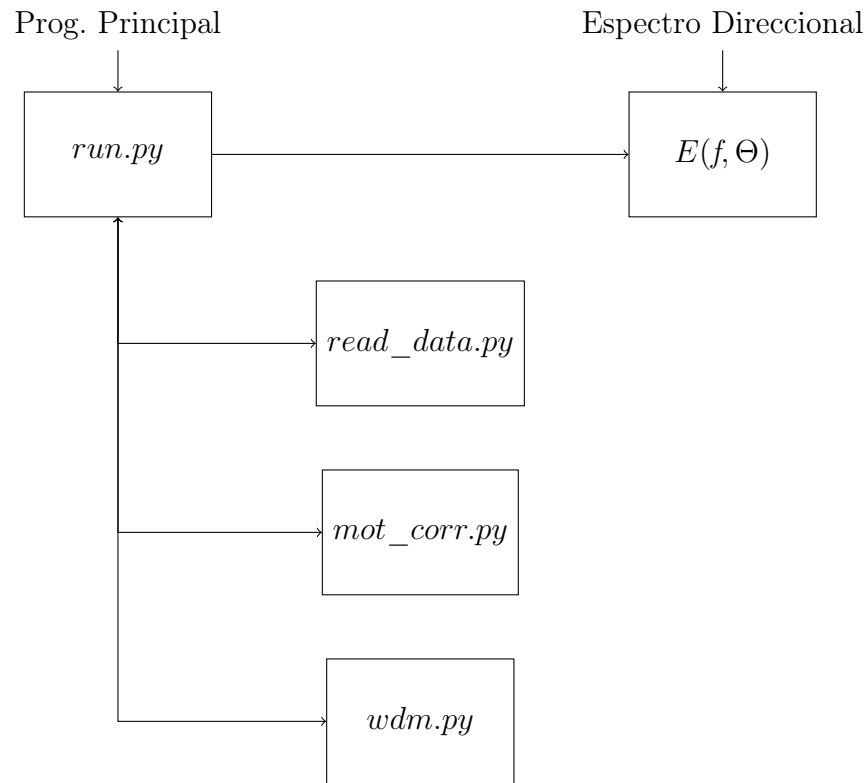 Prog. Principal
Espectro Direccional
run.py
E(f, Θ)
read_data.py
mot_corr.py
wdm.py